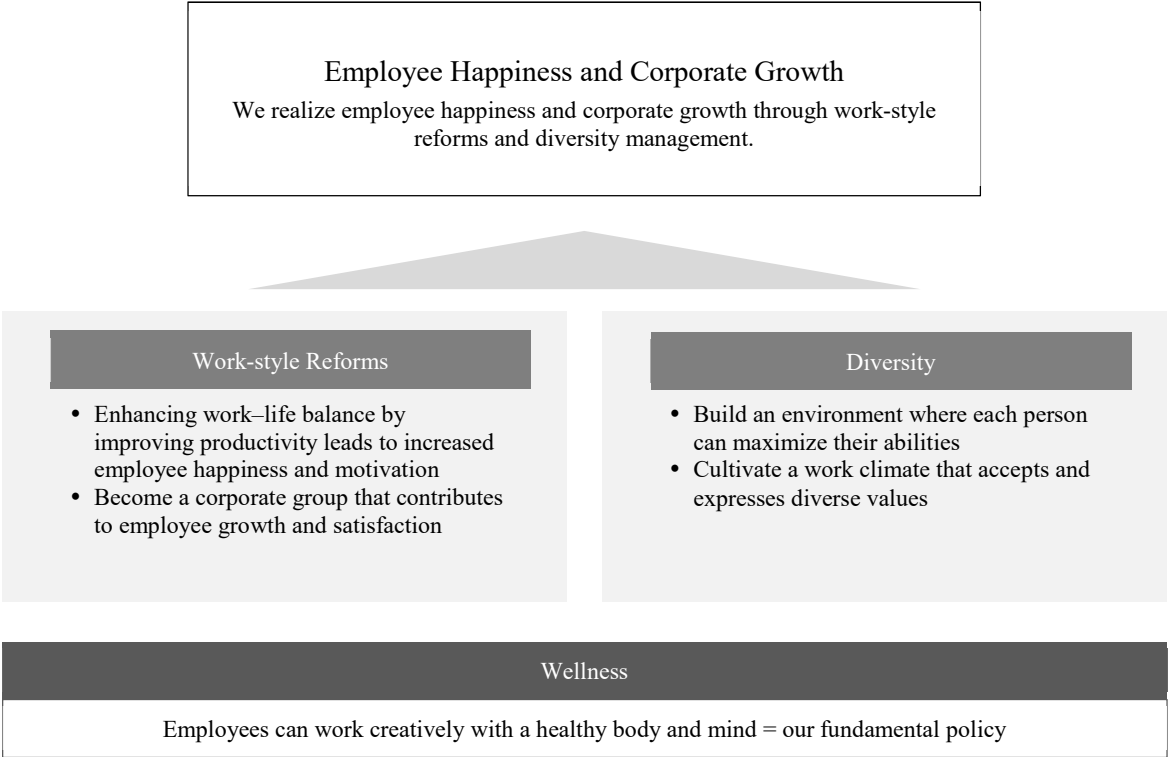 Employee Happiness and Corporate Growth
We realize employee happiness and corporate growth through work-style
reforms and diversity management.
Work-style Reforms
• Enhancing work–life balance by
improving productivity leads to increased
employee happiness and motivation
• Become a corporate group that contributes
to employee growth and satisfaction
Diversity
• Build an environment where each person
can maximize their abilities
• Cultivate a work climate that accepts and
expresses diverse values
Wellness
Employees can work creatively with a healthy body and mind = our fundamental policy